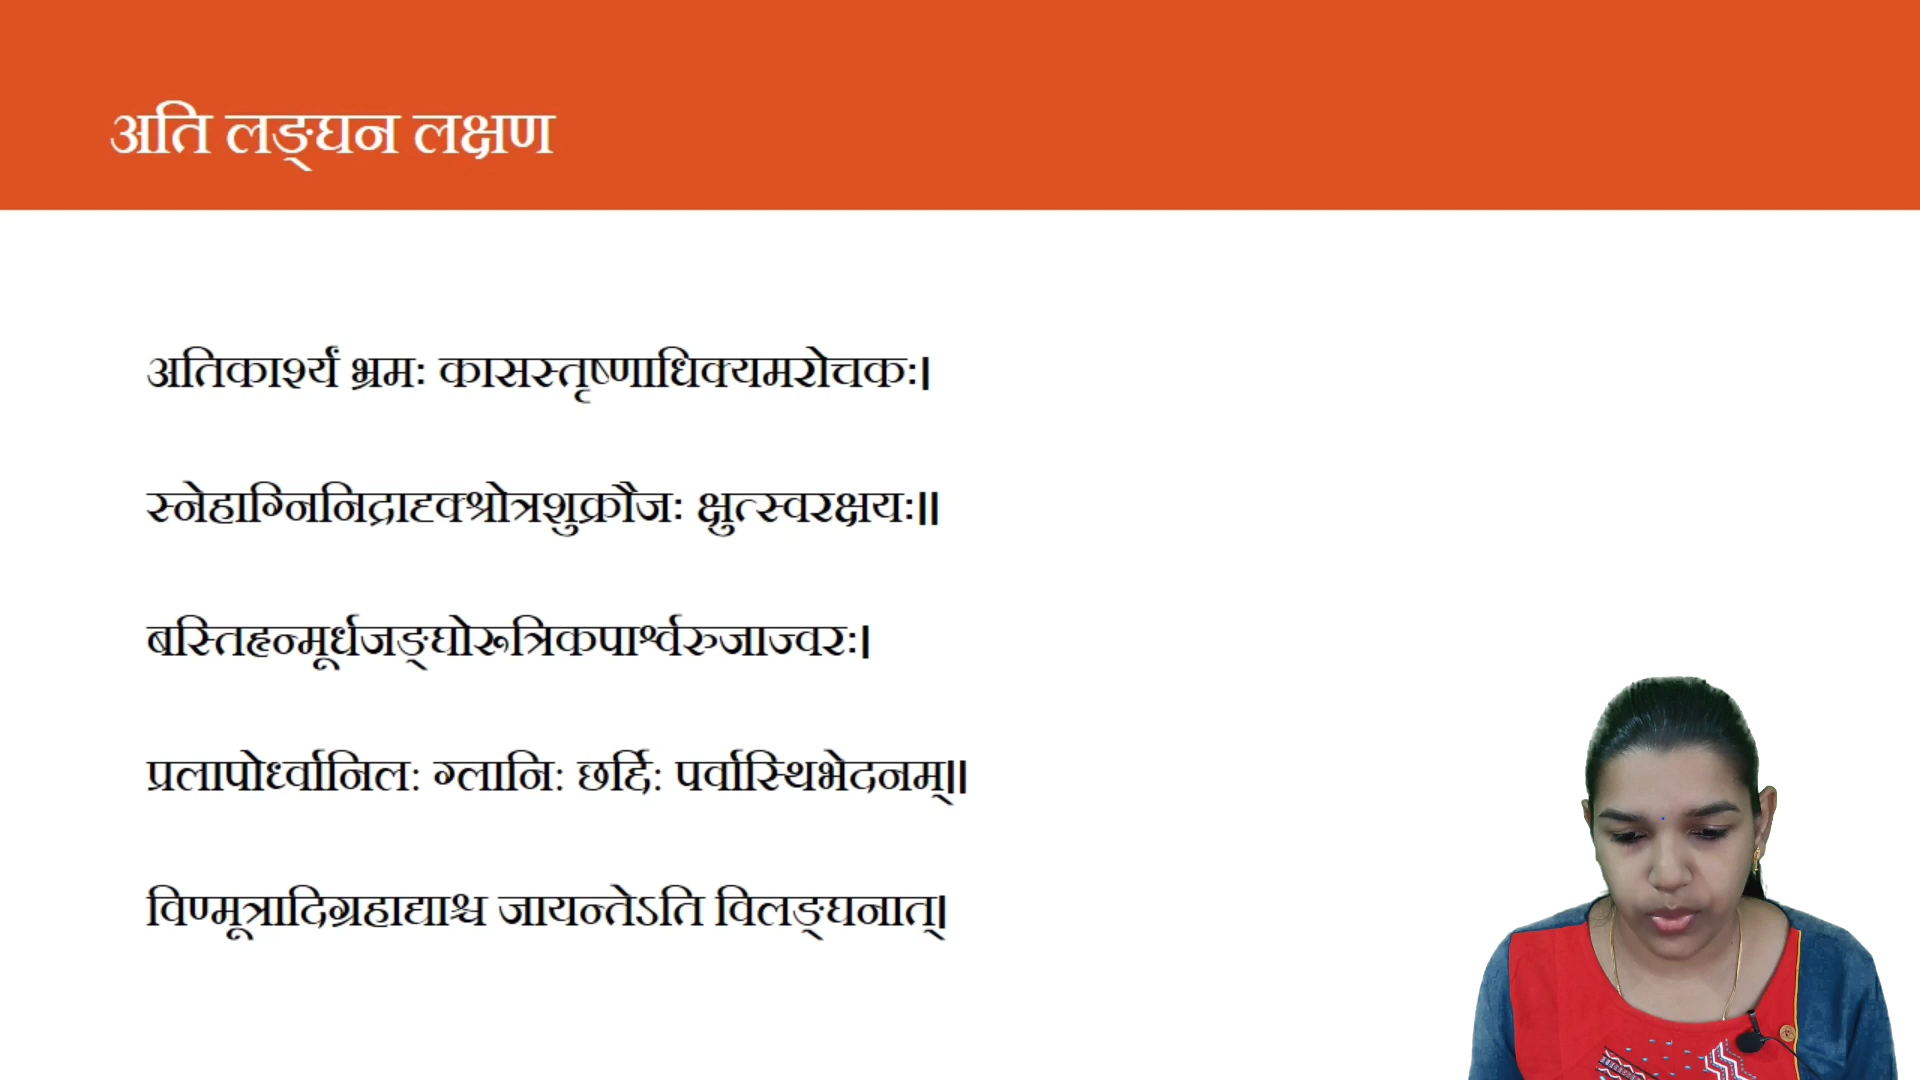 अति लङ्घन लक्षण
अतिकार्श्यं भ्रमः कासस्तृष्णाधिक्यमरोचकः।
स्नेहाग्निनिद्रादृक्श्रोत्रशुक्रौजः क्षुत्स्वरक्षयः॥
बस्तिहृन्मूर्धजङ्घोरूत्रिकपार्श्वरुजाज्वरः।
प्रलापोर्ध्वानिल: ग्लानि: छर्द्दि: पर्वास्थिभेदनम्॥
विण्मूत्रादिग्रहाद्याश्च जायन्तेऽति विलङ्घनात्।